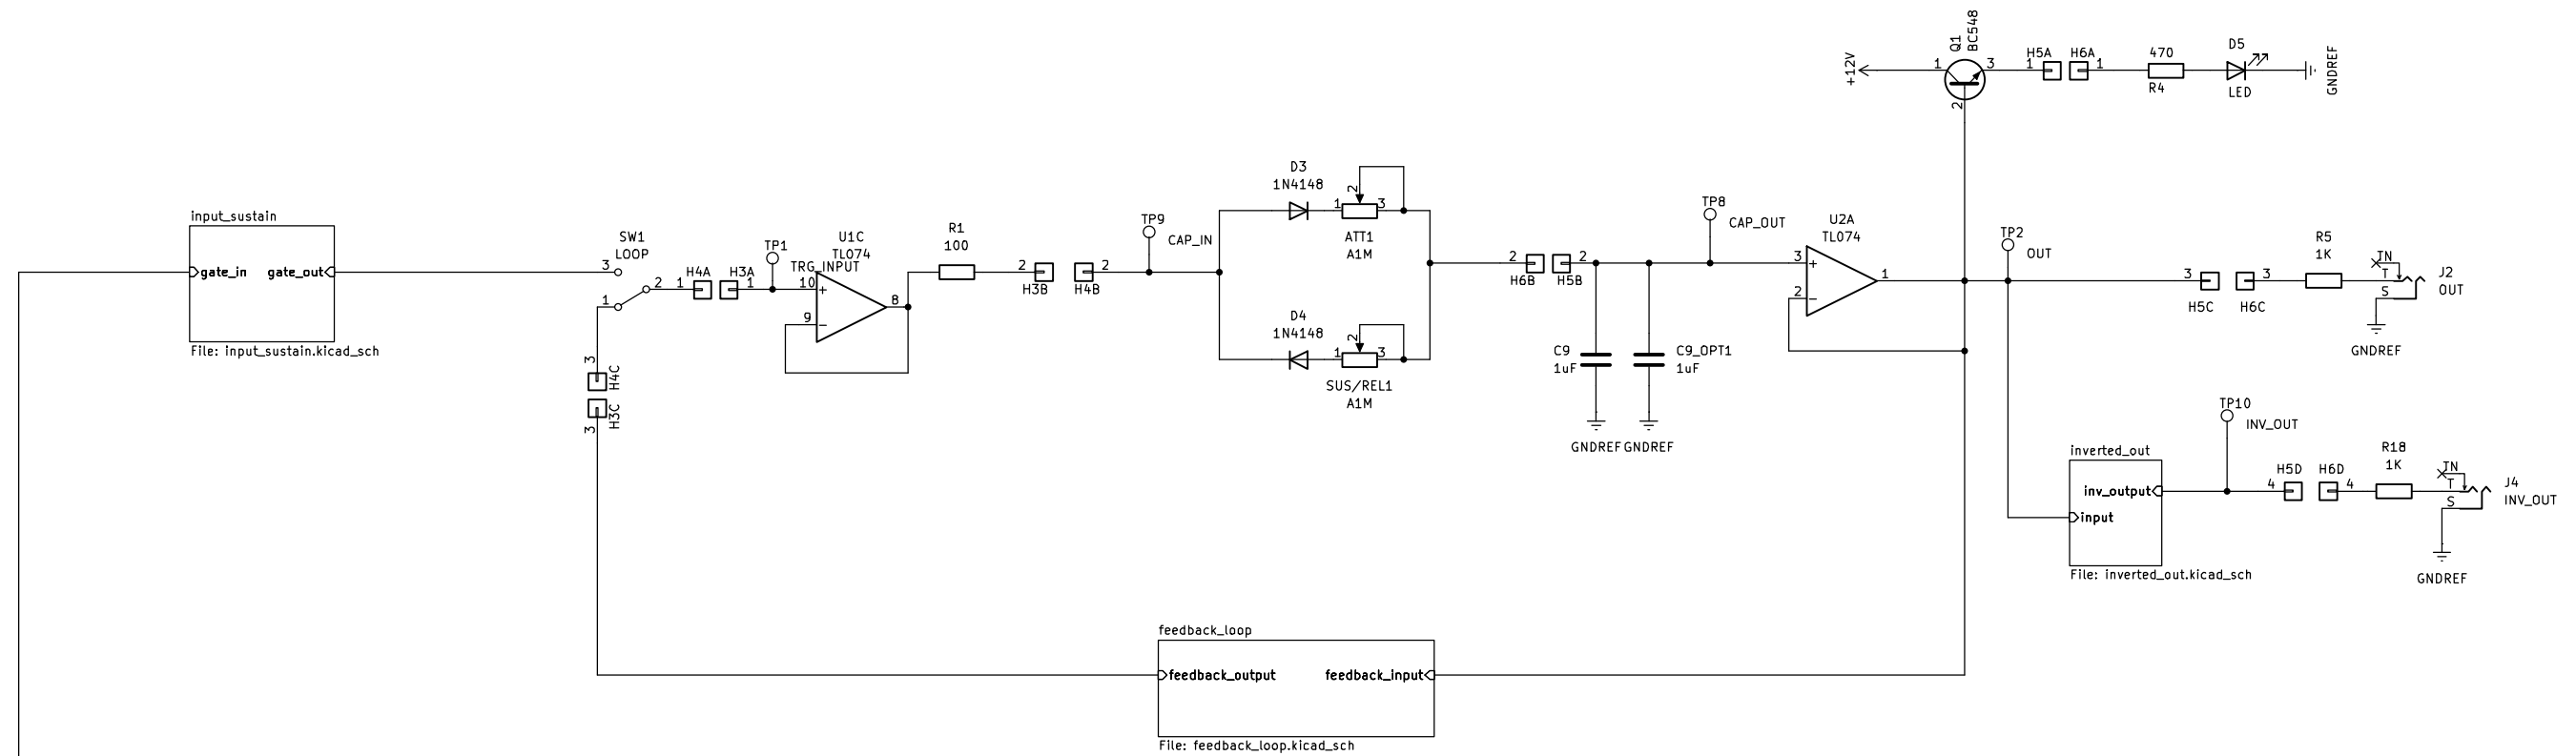 Q1
BC548
+12V
1
3
2
H5A
1
H6A
1
470
R4
D5
LED
GNDREF
input_sustain
gate_in
gate_out
File: input_sustain.kicad_sch
SW1
LOOP
3
2
1
H4A
1
H3A
1
TP1
TRG_INPUT
U1C
TL074
10
+
9
−
8
R1
100
2
H3B
2
H4B
TP9
CAP_IN
D3
1N4148
2
1
3
ATT1
A1M
D4
1N4148
2
1
3
SUS/REL1
A1M
2
H6B
2
H5B
C9
1uF
GNDREF
C9_OPT1
1uF
GNDREF
TP8
CAP_OUT
U2A
TL074
3
+
2
−
1
TP2
OUT
3
H5C
3
H6C
R5
1K
TN
T
S
J2
OUT
GNDREF
3
H4C
H3C
3
TP10
INV_OUT
inverted_out
inv_output
input
File: inverted_out.kicad_sch
4
H5D
H6D
4
R18
1K
TN
T
S
J4
INV_OUT
GNDREF
feedback_loop
feedback_output
feedback_input
File: feedback_loop.kicad_sch